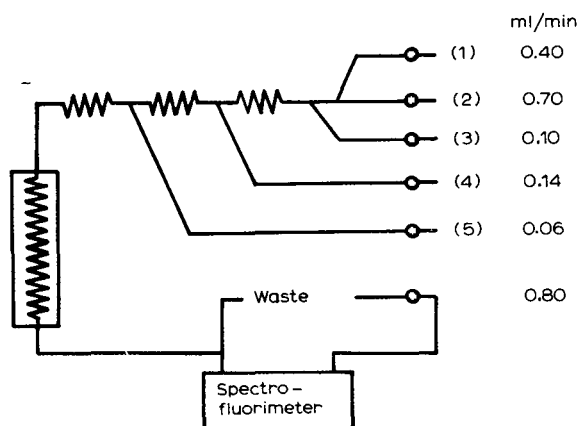 ml/min
(1) 0.40
(2) 0.70
(3) 0.10
(4) 0.14
(5) 0.06
Waste 0.80
Spectro-
fluorimeter